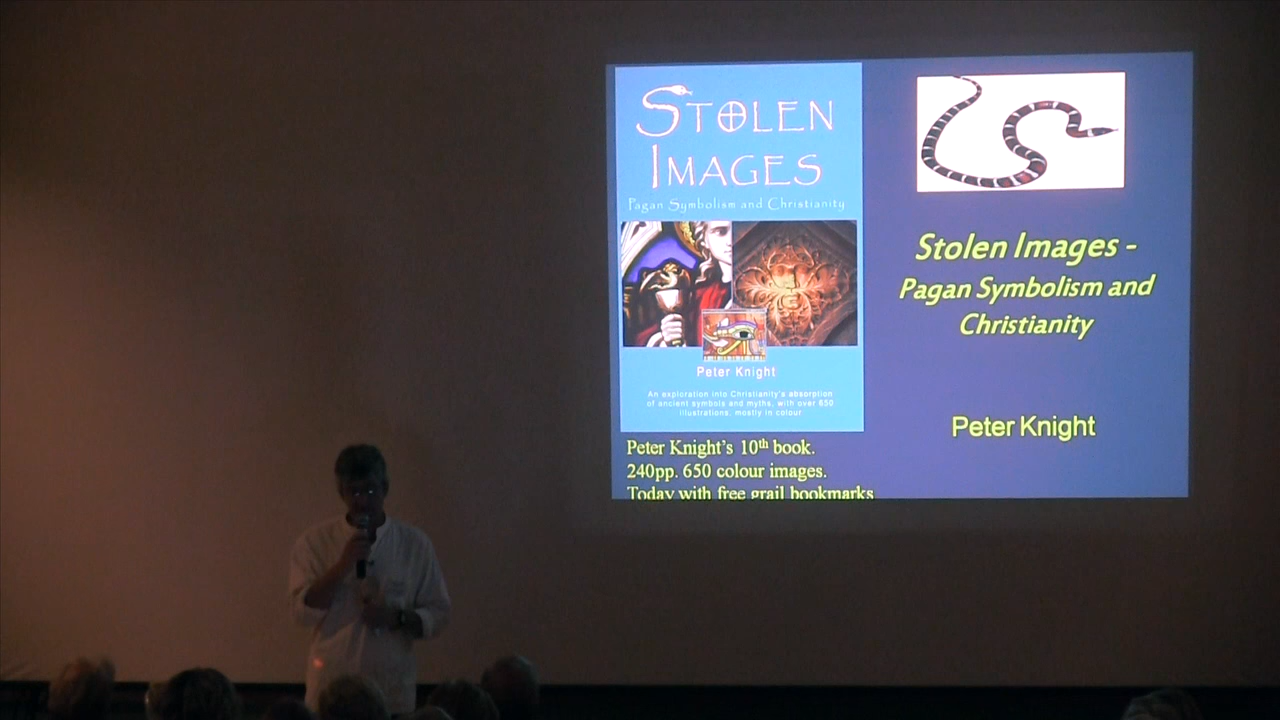 STOLEN
IMAGES
Pagan Symbolism and Christianity
Peter Knight
An exploration into Christianity's absorption
of ancient symbols and myths, with over 650
illustrations, mostly in colour
Peter Knight's 10th book.
240pp. 650 colour images.
Today with free grail bookmarks
Stolen Images -
Pagan Symbolism and
Christianity
Peter Knight